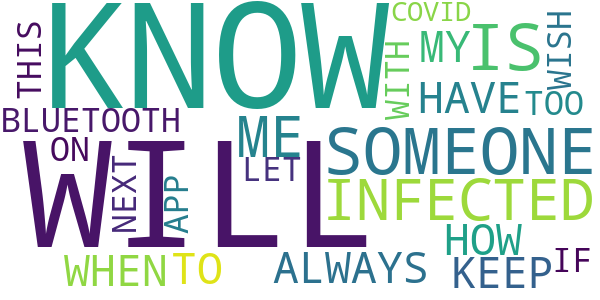 COVID
THIS
KNOW
WITH
MY
IS
WISH
HAVE
TOO
BLUETOOTH
ME
ON
SOMEONE
WILL
LET
NEXT
APP
INFECTED
HOW
WHEN
TO
ALWAYS
KEEP
IF